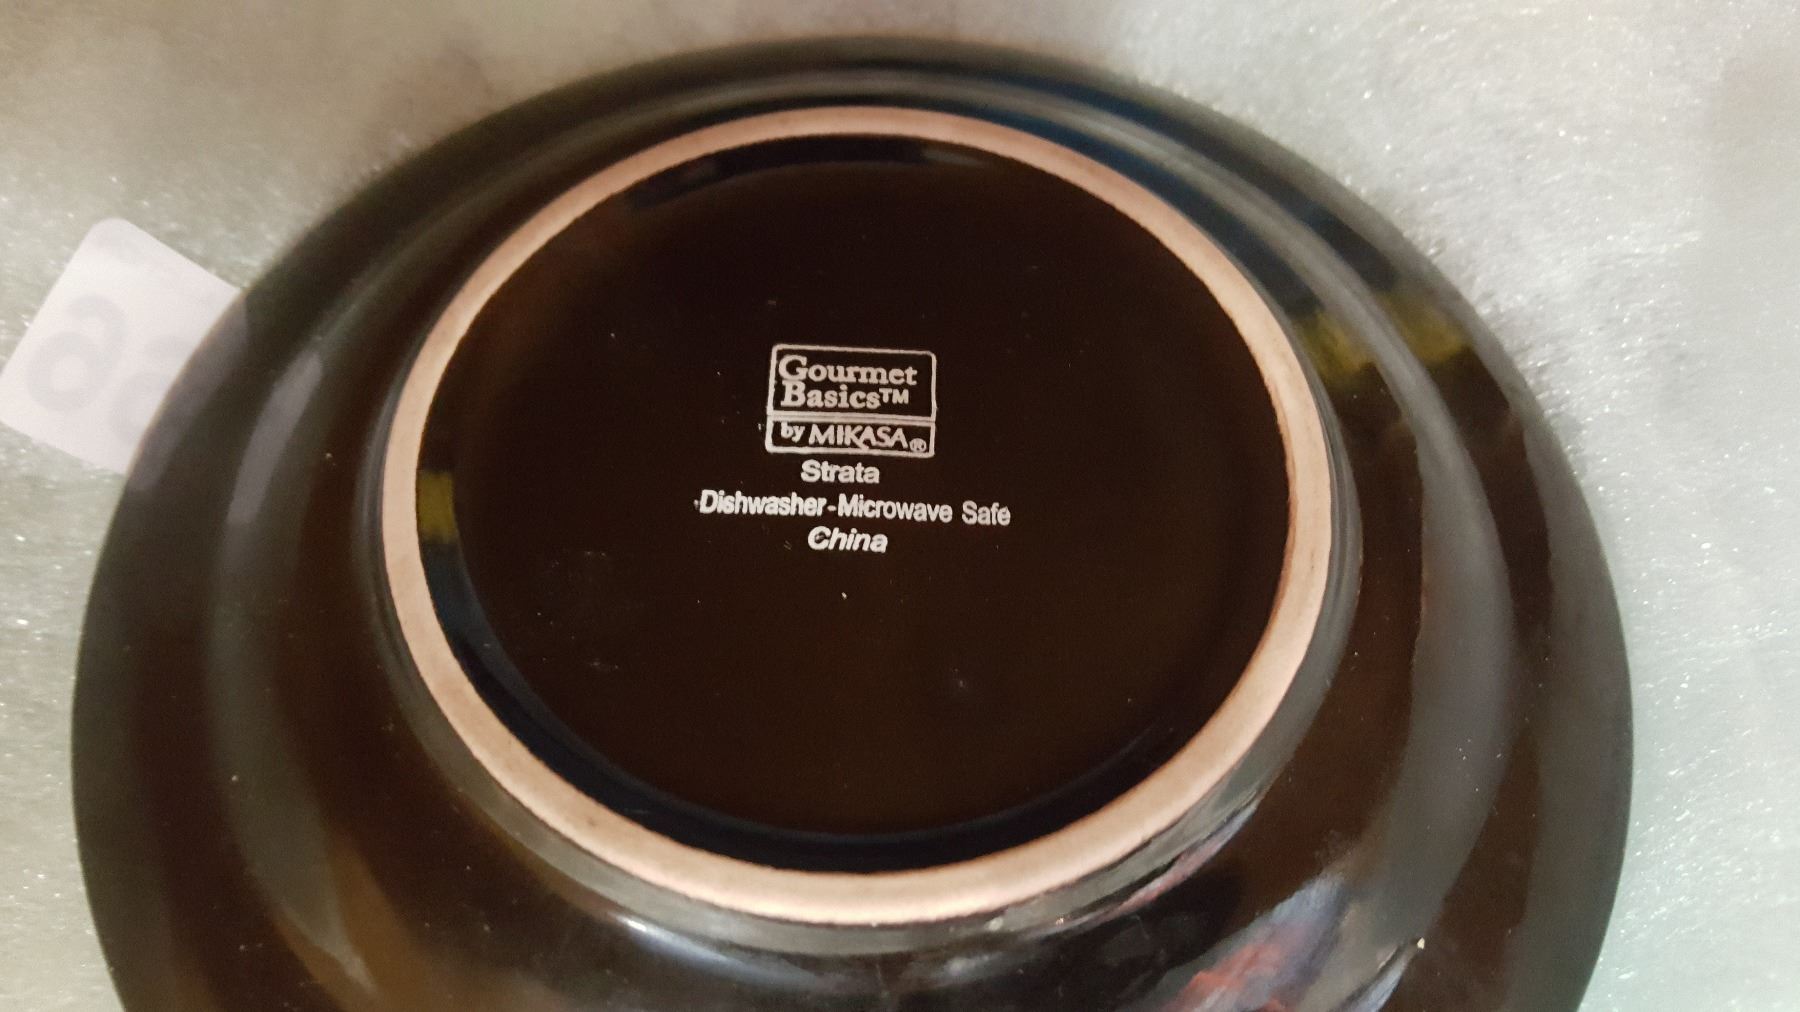 Gourmet
Basics™
by MIKASA®
Strata
Dishwasher-Microwave Safe
China